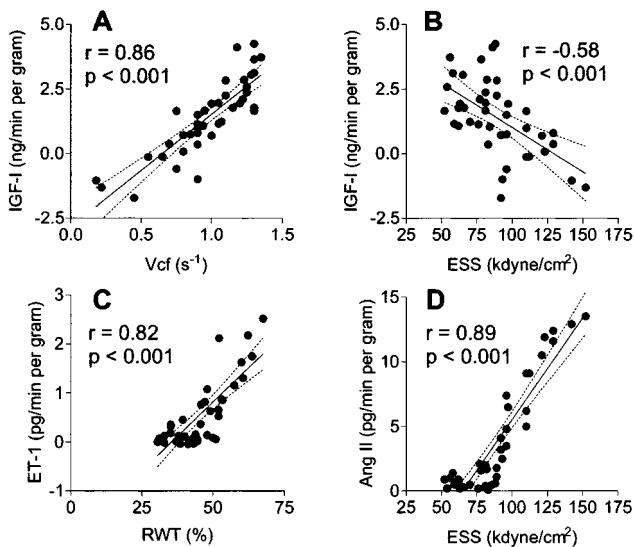 A
r = 0.86
p < 0.001
IGF-I (ng/min per gram)
5.0
2.5
0.0
-2.5
0.0 0.5 1.0 1.5
Vcf (s⁻¹)
B
r = -0.58
p < 0.001
IGF-I (ng/min per gram)
5.0
2.5
0.0
-2.5
25 50 75 100 125 150 175
ESS (kdyne/cm²)
C
r = 0.82
p < 0.001
ET-1 (pg/min per gram)
3
2
1
0
-1
0 25 50 75
RWT (%)
D
r = 0.89
p < 0.001
Ang II (pg/min per gram)
15
10
5
0
25 50 75 100 125 150 175
ESS (kdyne/cm²)